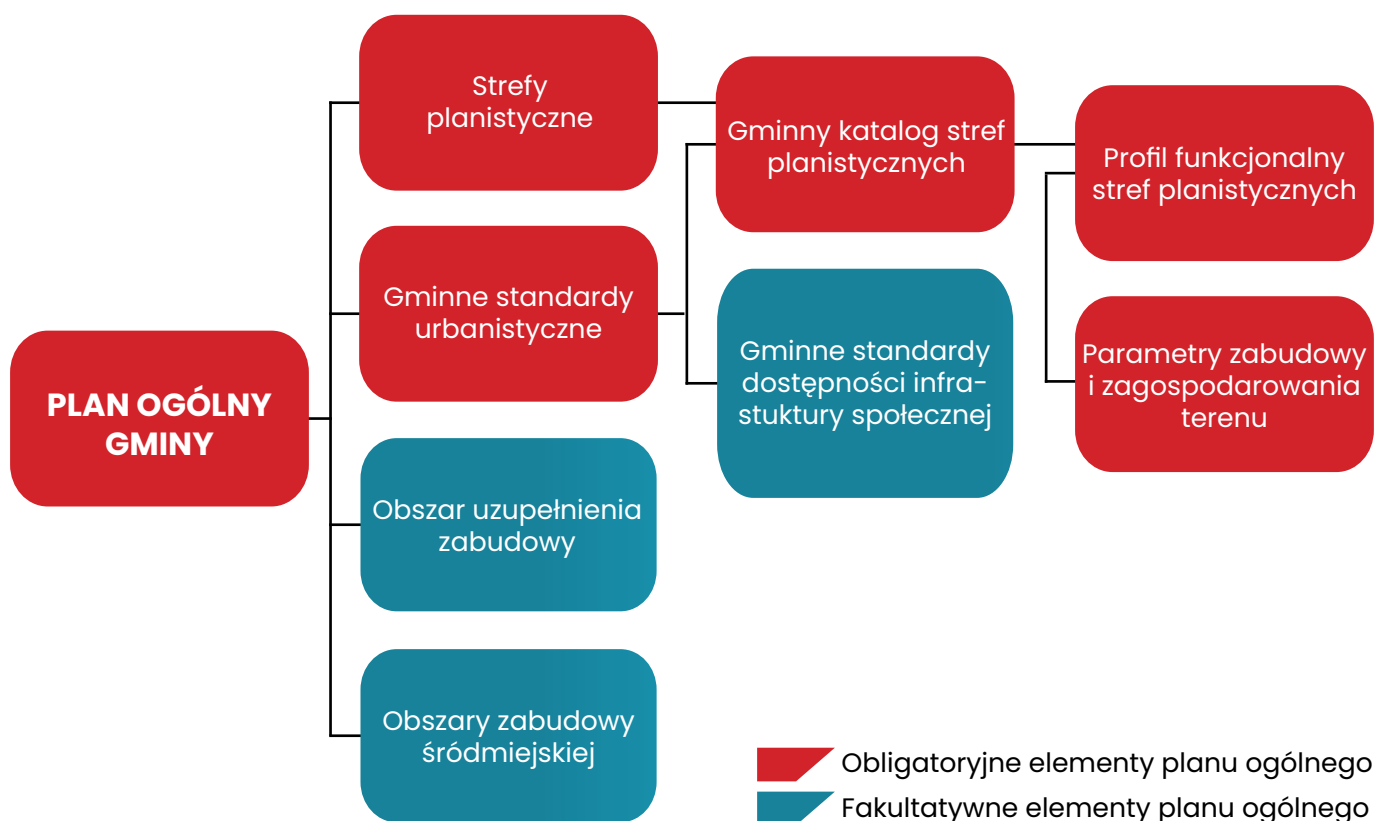 PLAN OGÓLNY
GMINY
Strefy
planistyczne
Gminne standardy
urbanistyczne
Obszar uzupełnienia
zabudowy
Obszary zabudowy
śródmiejskiej
Gminny katalog stref
planistycznych
Gminne standardy
dostępności infra-
stuktury społecznej
Profil funkcjonalny
stref planistycznych
Parametry zabudowy
i zagospodarowania
terenu
Obligatoryjne elementy planu ogólnego
Fakultatywne elementy planu ogólnego